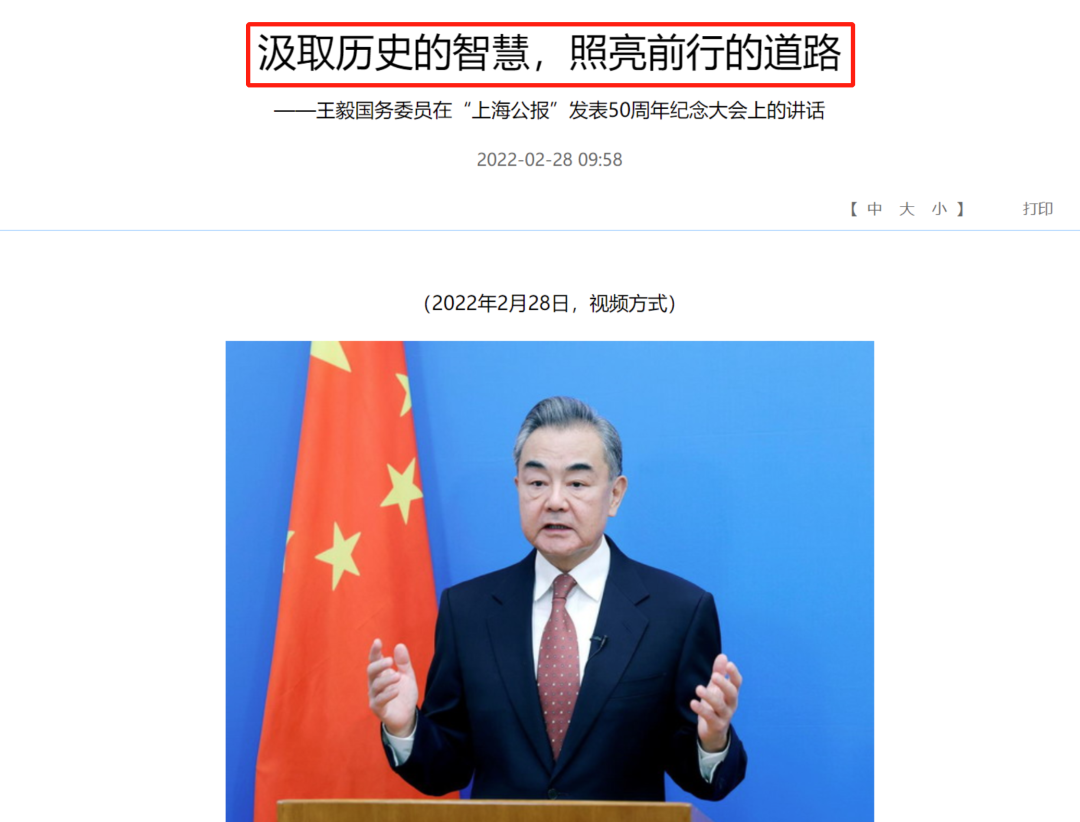 汲取历史的智慧，照亮前行的道路
——王毅国务委员在“上海公报”发表50周年纪念大会上的讲话
2022-02-28 09:58
【 中 大 小 】 打印
（2022年2月28日，视频方式）